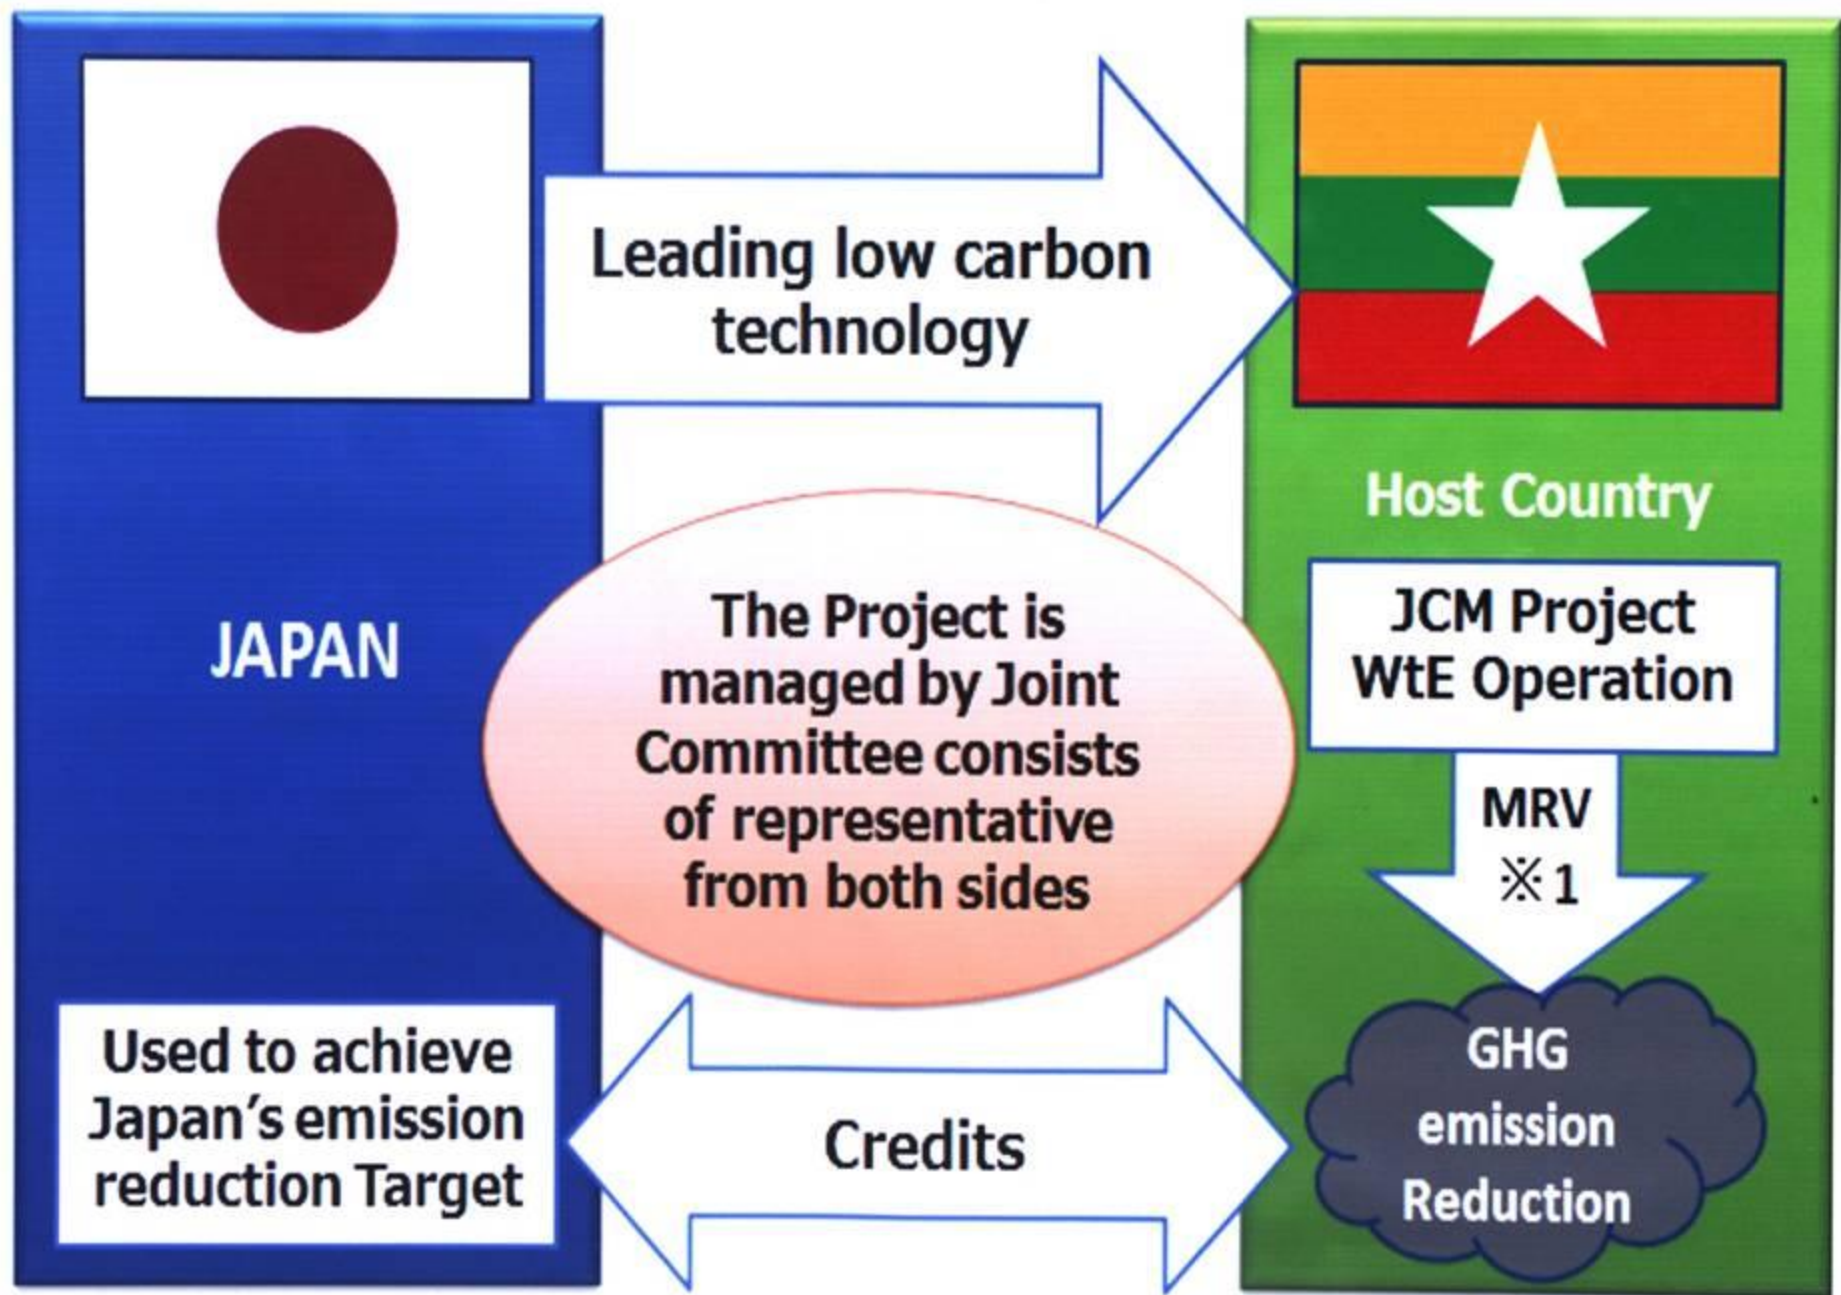 Leading low carbon
technology
JAPAN
Host Country
JCM Project
WtE Operation
The Project is
managed by Joint
Committee consists
of representative
from both sides
MRV
※1
Used to achieve
Japan's emission
reduction Target
Credits
GHG
emission
Reduction